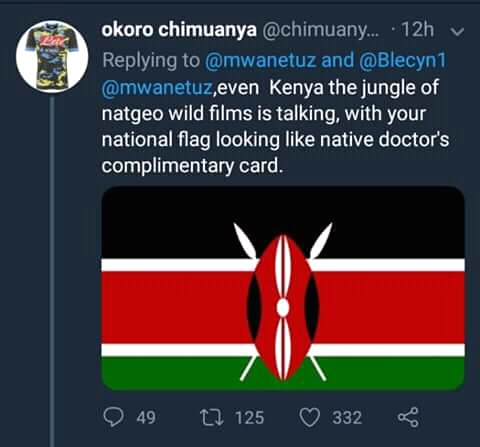 okoro chimuanya @chimuany... · 12h
Replying to @mwanetuz and @Blecyn1
@mwanetuz,even Kenya the jungle of
natgeo wild films is talking, with your
national flag looking like native doctor's
complimentary card.
49 125 332